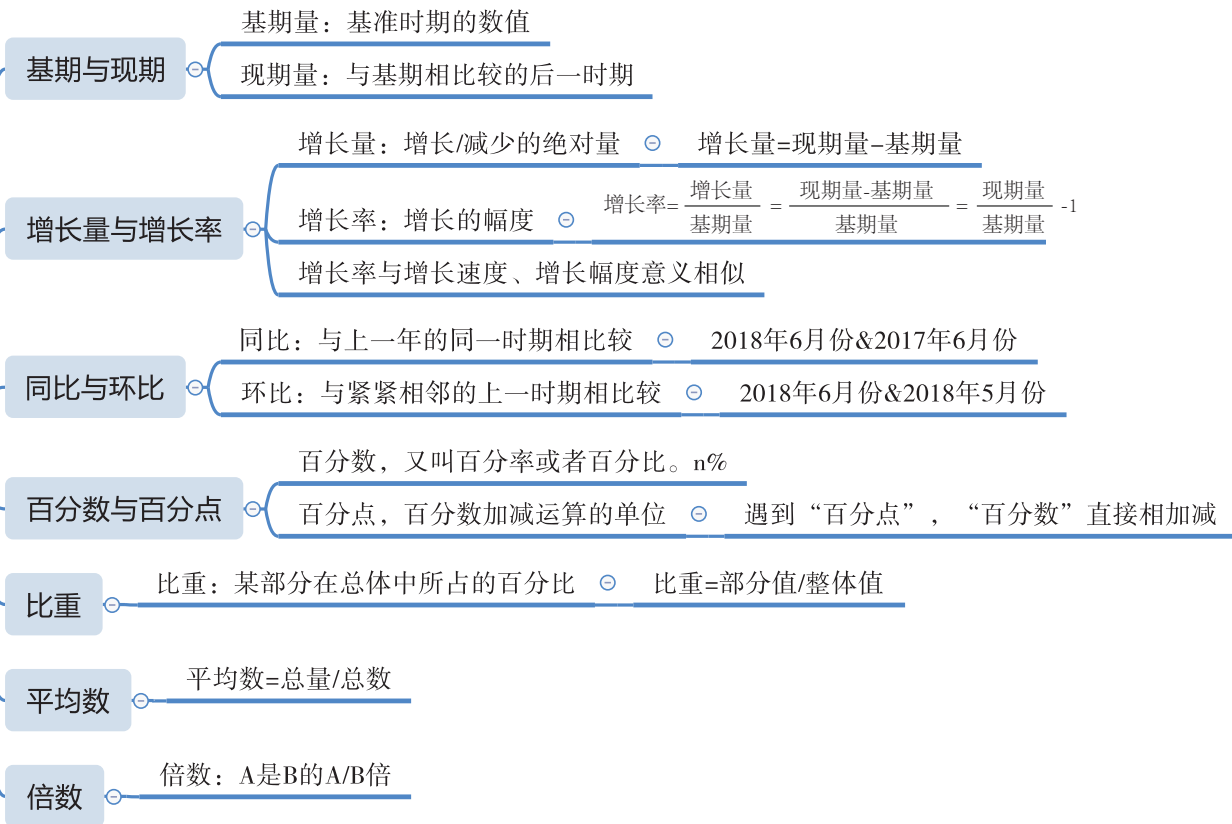 基期与现期
基期量：基准时期的数值
现期量：与基期相比较的后一时期
增长量与增长率
增长量：增长/减少的绝对量
增长量=现期量-基期量
增长率：增长的幅度
增长率=增长量/基期量=现期量-基期量/基期量=现期量/基期量-1
增长率与增长速度、增长幅度意义相似
同比与环比
同比：与上一年的同一时期相比较
2018年6月份&2017年6月份
环比：与紧紧相邻的上一时期相比较
2018年6月份&2018年5月份
百分数与百分点
百分数，又叫百分率或者百分比。n%
百分点，百分数加减运算的单位
遇到“百分点”，“百分数”直接相加减
比重
比重：某部分在总体中所占的百分比
比重=部分值/整体值
平均数
平均数=总量/总数
倍数
倍数：A是B的A/B倍